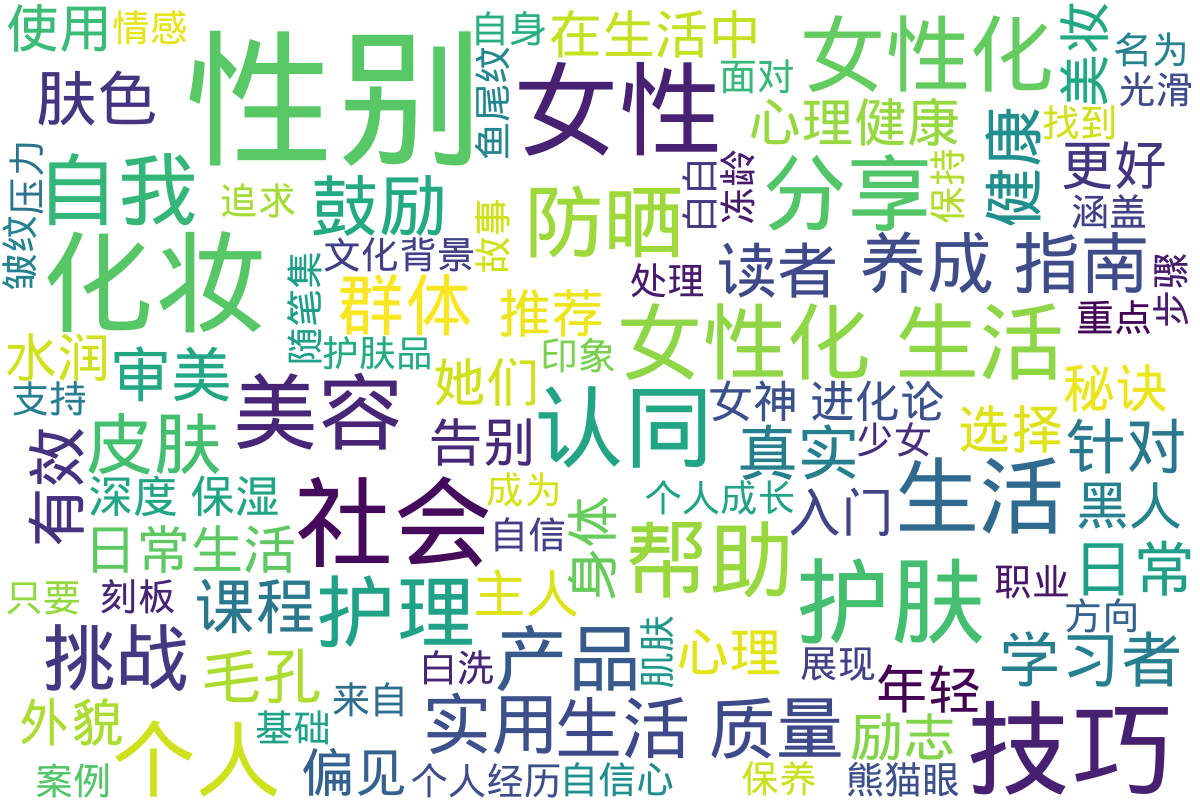 使用
情感
自身
在生活中
女性化
美妆
名为
肤色
性别
鱼尾纹
女性
面对
光滑
心理健康
找到
压力
自我
追求
鼓励
故事
防晒
白白
冻龄
分享
保持
健康
更好
涵盖
皱纹
化妆
随笔集
文化背景
群体
处理
读者
养成
指南
步骤
重点
推荐
女性化 生活
水润
审美
护肤品
印象
支持
美容
她们
认同
女神
进化论
秘诀
有效
皮肤
告别
真实
少女
选择
针对
深度
保湿
社会
成为
个人成长
入门
生活
黑人
日常生活
自信
身体
帮助
护肤
职业
日常
只要
刻板
课程
护理
主人
方向
挑战
毛孔
白洗
产品
肌肤
心理
展现
学习者
年轻
外貌
个人
基础
来自
实用生活
质量
励志
技巧
案例
偏见
个人经历
自信心
保养
熊猫眼